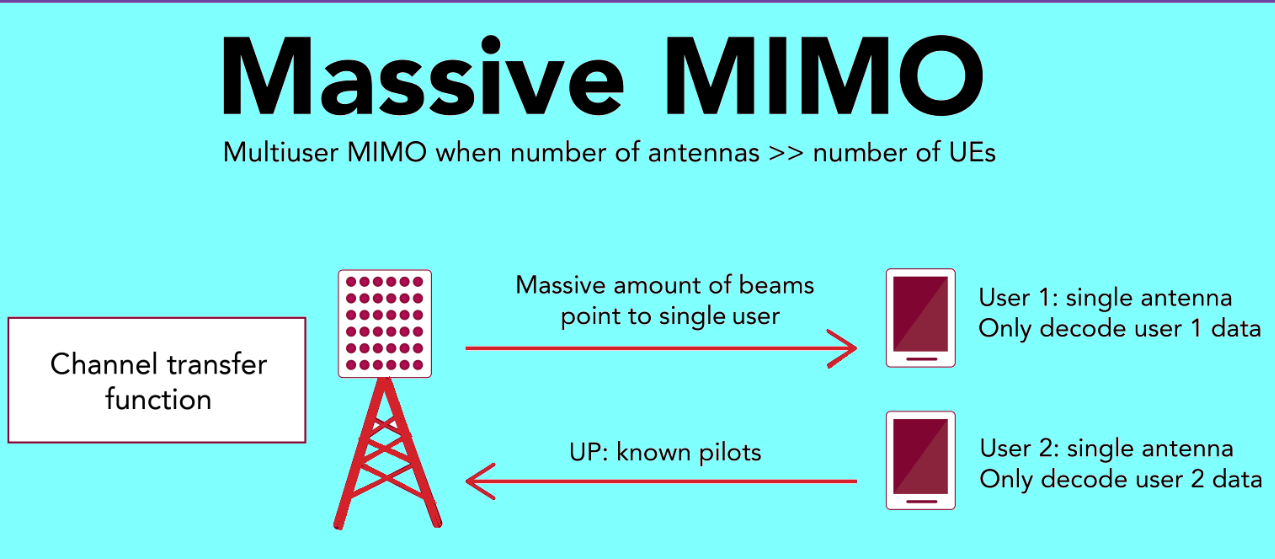 Massive MIMO
Multiuser MIMO when number of antennas >> number of UEs
Channel transfer
function
Massive amount of beams
point to single user
User 1: single antenna
Only decode user 1 data
UP: known pilots
User 2: single antenna
Only decode user 2 data